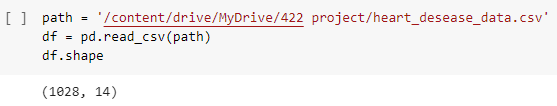 [ ] path = '/content/drive/MyDrive/422 project/heart_desease_data.csv'
df = pd.read_csv(path)
df.shape
(1028, 14)